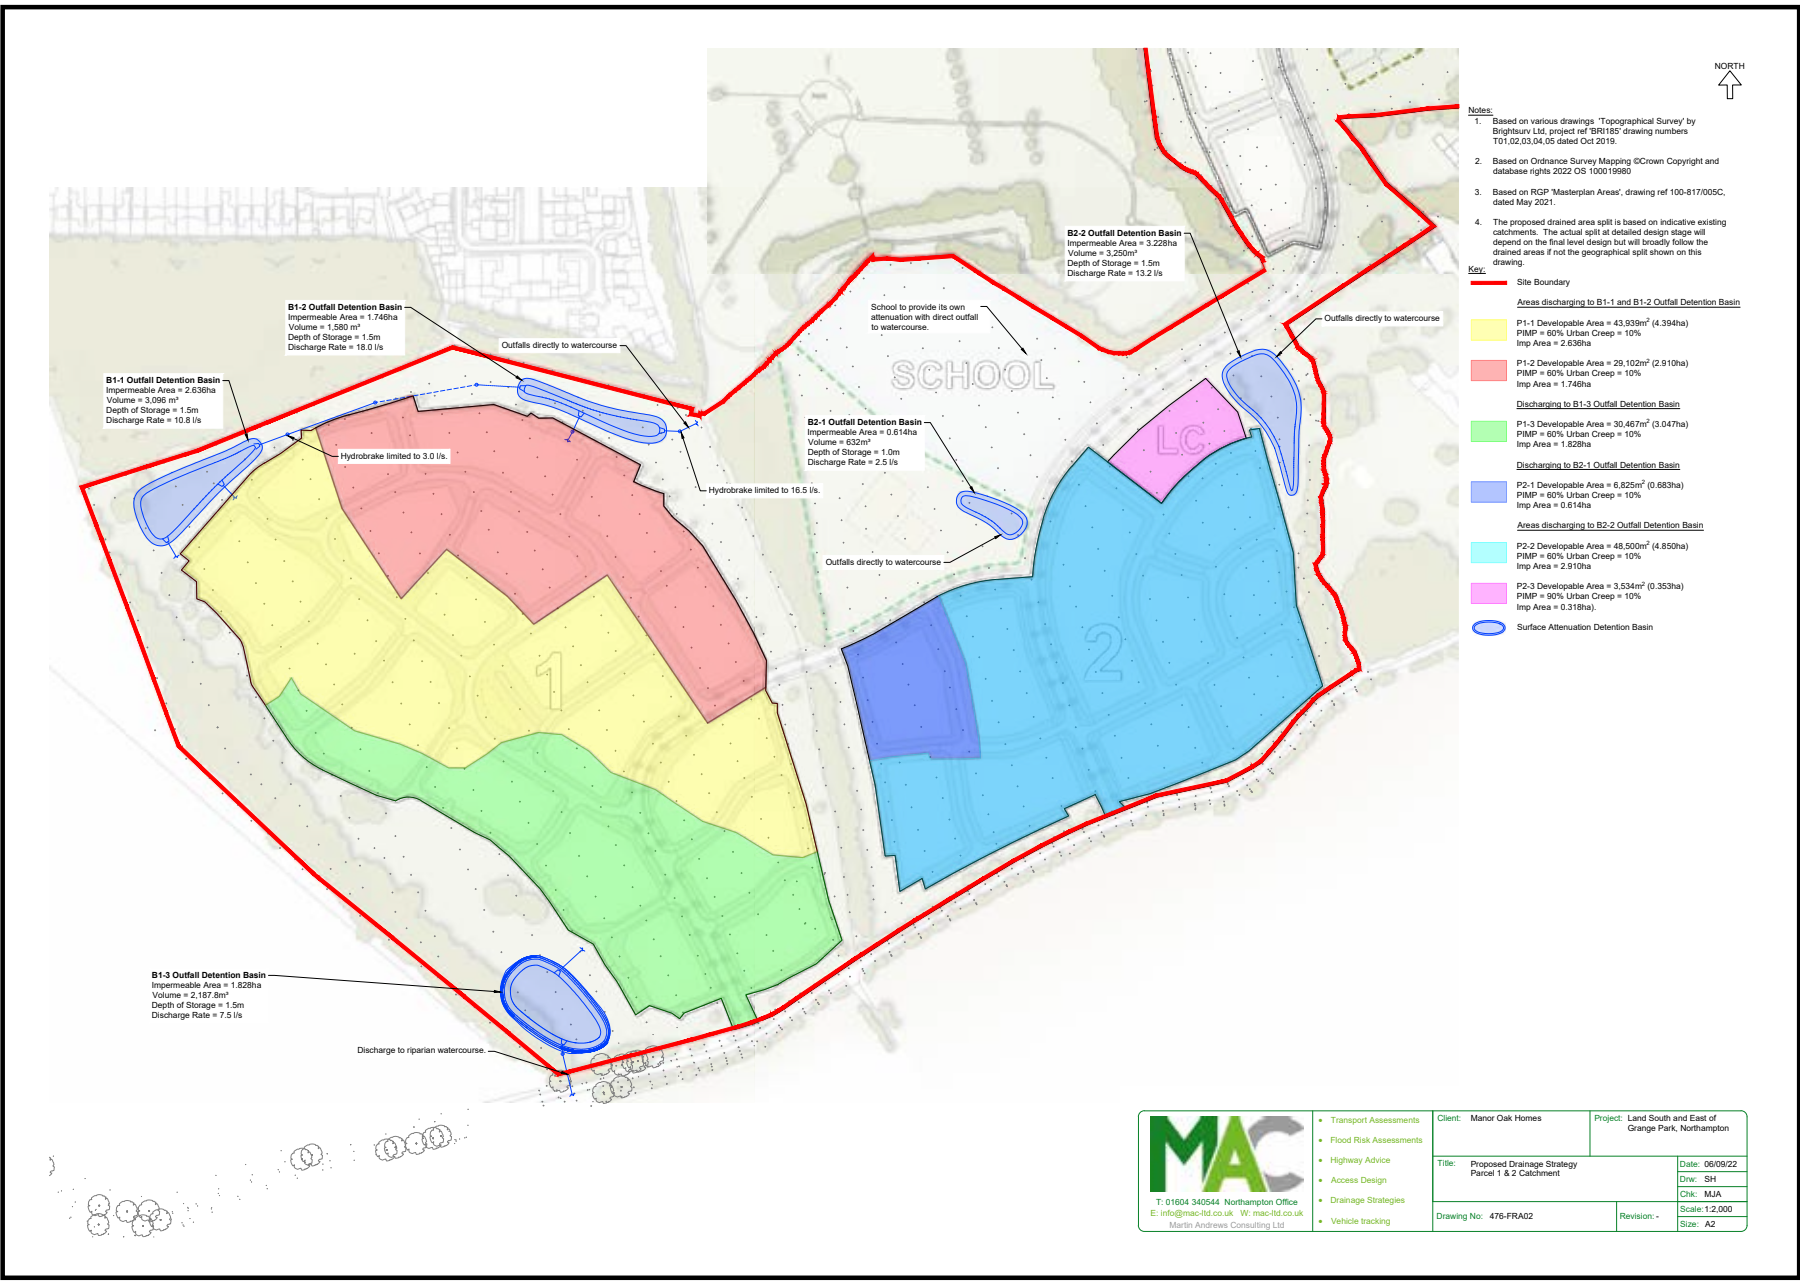 NORTH
Notes:
1. Based on various drawings 'Topographical Survey' by
Brightsurv Ltd, project ref 'BRI185' drawing numbers
T01,02,03,04,05 dated Oct 2019.
2. Based on Ordnance Survey Mapping ©Crown Copyright and
database rights 2022 OS 100019980
3. Based on RGP 'Masterplan Areas', drawing ref 100-817/005C,
dated May 2021.
4. The proposed drained area split is based on indicative existing
catchments. The actual split at detailed design stage will
depend on the final level design but will broadly follow the
drained areas if not the geographical split shown on this
drawing.
Key:
Site Boundary
Areas discharging to B1-1 and B1-2 Outfall Detention Basin
P1-1 Developable Area = 43,939m² (4.394ha)
PIMP = 60% Urban Creep = 10%
Imp Area = 2.636ha
P1-2 Developable Area = 29,102m² (2.910ha)
PIMP = 60% Urban Creep = 10%
Imp Area = 1.746ha
Discharging to B1-3 Outfall Detention Basin
P1-3 Developable Area = 30,467m² (3.047ha)
PIMP = 60% Urban Creep = 10%
Imp Area = 1.828ha
Discharging to B2-1 Outfall Detention Basin
P2-1 Developable Area = 6,825m² (0.683ha)
PIMP = 60% Urban Creep = 10%
Imp Area = 0.614ha
Areas discharging to B2-2 Outfall Detention Basin
P2-2 Developable Area = 48,500m² (4.850ha)
PIMP = 60% Urban Creep = 10%
Imp Area = 2.910ha
P2-3 Developable Area = 3,534m² (0.353ha)
PIMP = 90% Urban Creep = 10%
Imp Area = 0.318ha).
Surface Attenuation Detention Basin
B2-2 Outfall Detention Basin
Impermeable Area = 3.228ha
Volume = 3,250m³
Depth of Storage = 1.5m
Discharge Rate = 13.2 l/s
B1-2 Outfall Detention Basin
Impermeable Area = 1.746ha
Volume = 1,580 m³
Depth of Storage = 1.5m
Discharge Rate = 18.0 l/s
School to provide its own
attenuation with direct outfall
to watercourse.
Outfalls directly to watercourse
Outfalls directly to watercourse
SCHOOL
B1-1 Outfall Detention Basin
Impermeable Area = 2.636ha
Volume = 3,096 m³
Depth of Storage = 1.5m
Discharge Rate = 10.8 l/s
B2-1 Outfall Detention Basin
Impermeable Area = 0.614ha
Volume = 632m³
Depth of Storage = 1.0m
Discharge Rate = 2.5 l/s
LC
Hydrobrake limited to 3.0 l/s.
Hydrobrake limited to 16.5 l/s.
Outfalls directly to watercourse
1
2
B1-3 Outfall Detention Basin
Impermeable Area = 1.828ha
Volume = 2,187.8m³
Depth of Storage = 1.5m
Discharge Rate = 7.5 l/s
Discharge to riparian watercourse.
MAC
T: 01604 340544 Northampton Office
E: info@mac-ltd.co.uk W: mac-ltd.co.uk
Martin Andrews Consulting Ltd
• Transport Assessments
• Flood Risk Assessments
• Highway Advice
• Access Design
• Drainage Strategies
• Vehicle tracking
Client: Manor Oak Homes
Project: Land South and East of
Grange Park, Northampton
Title: Proposed Drainage Strategy
Parcel 1 & 2 Catchment
Date: 06/09/22
Drw: SH
Chk: MJA
Scale: 1:2,000
Size: A2
Drawing No: 476-FRA02
Revision: -